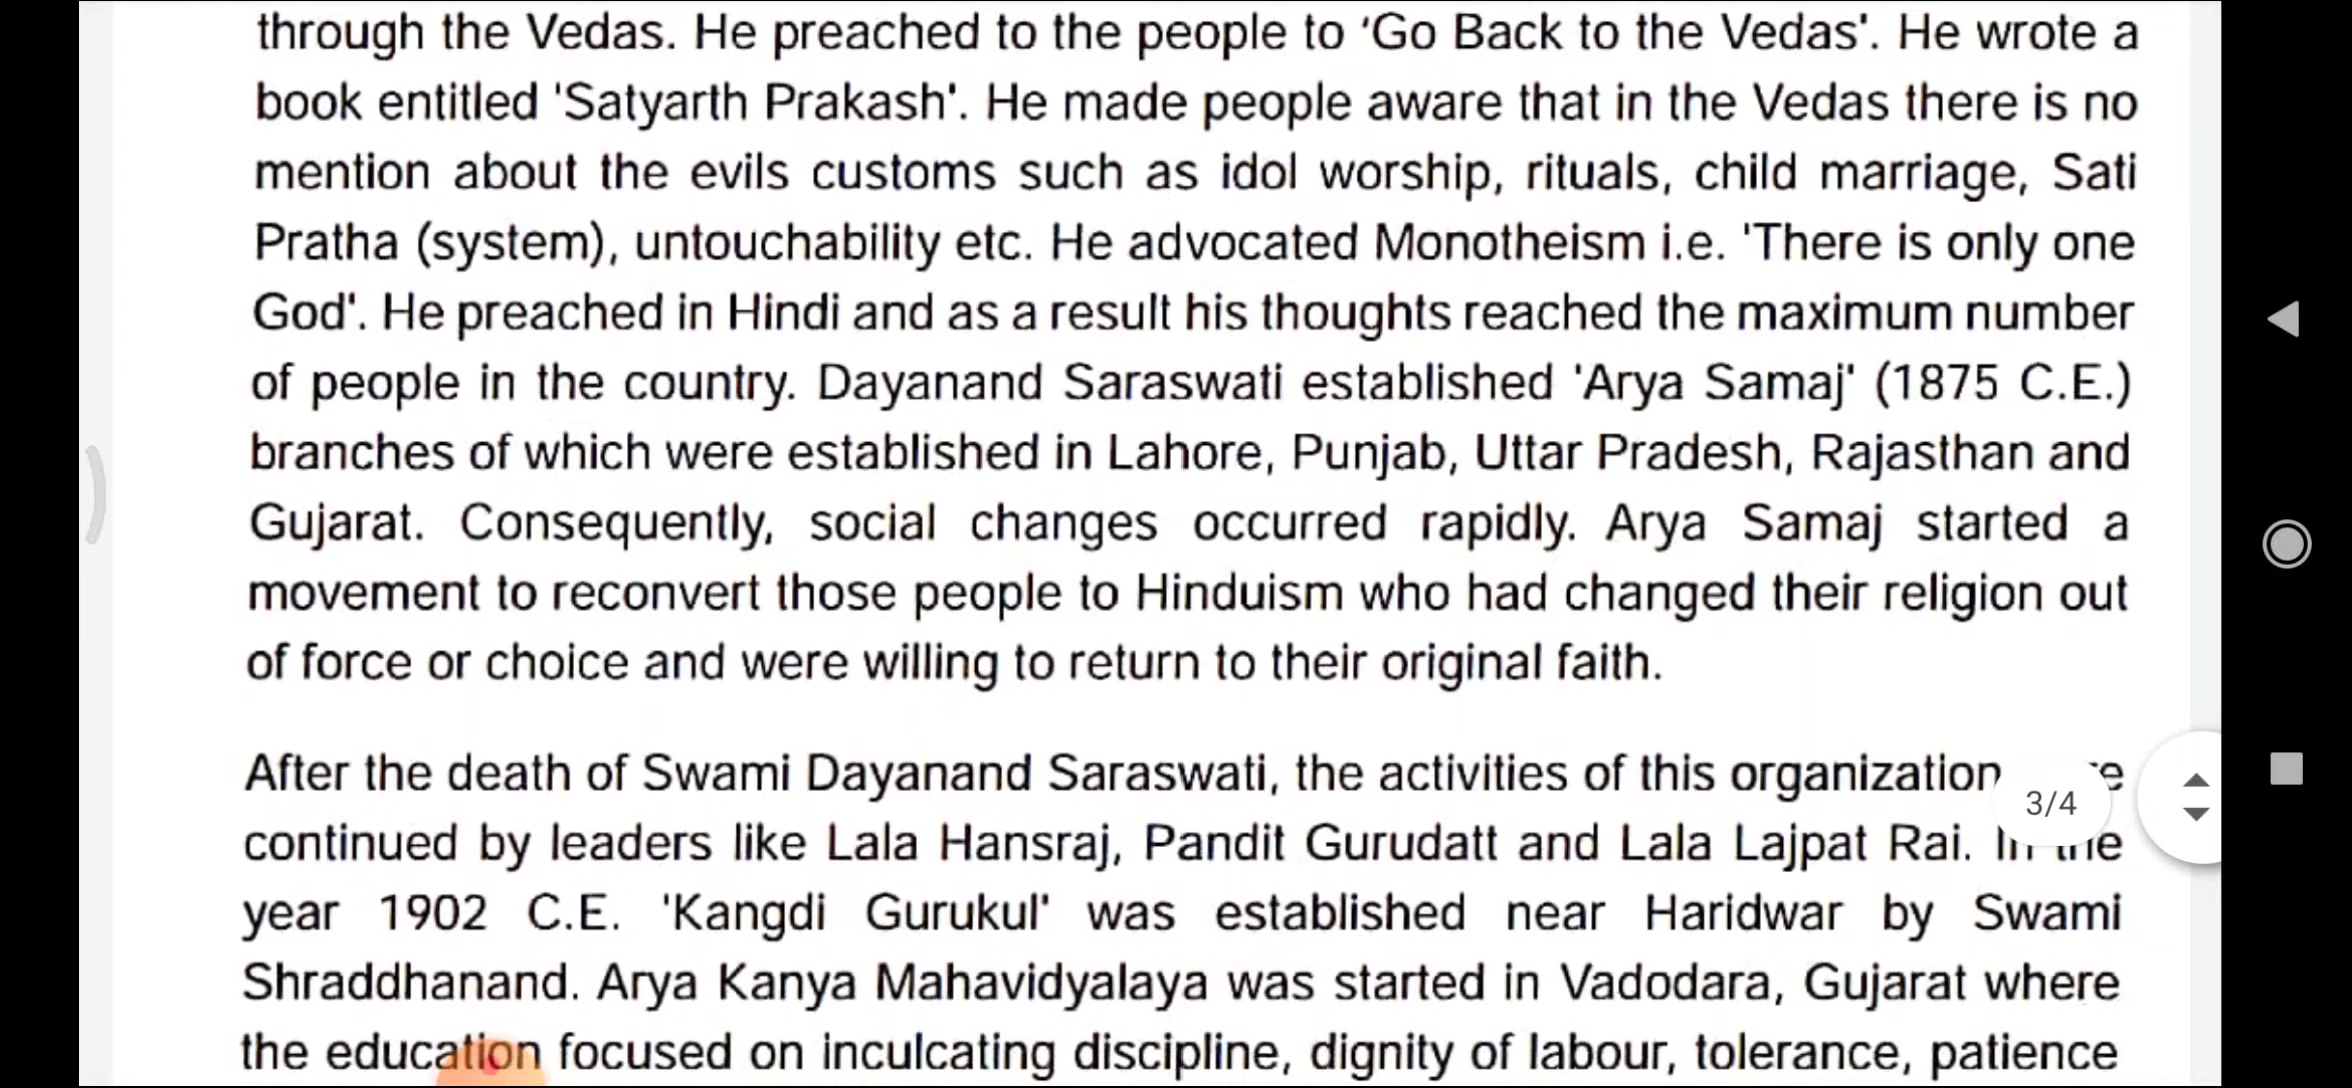 through the Vedas. He preached to the people to ‘Go Back to the Vedas'. He wrote a
book entitled 'Satyarth Prakash'. He made people aware that in the Vedas there is no
mention about the evils customs such as idol worship, rituals, child marriage, Sati
Pratha (system), untouchability etc. He advocated Monotheism i.e. 'There is only one
God'. He preached in Hindi and as a result his thoughts reached the maximum number
of people in the country. Dayanand Saraswati established 'Arya Samaj' (1875 C.E.)
branches of which were established in Lahore, Punjab, Uttar Pradesh, Rajasthan and
Gujarat. Consequently, social changes occurred rapidly. Arya Samaj started a
movement to reconvert those people to Hinduism who had changed their religion out
of force or choice and were willing to return to their original faith.
After the death of Swami Dayanand Saraswati, the activities of this organization
3/4
continued by leaders like Lala Hansraj, Pandit Gurudatt and Lala Lajpat Rai. In the
year 1902 C.E. 'Kangdi Gurukul' was established near Haridwar by Swami
Shraddhanand. Arya Kanya Mahavidyalaya was started in Vadodara, Gujarat where
the education focused on inculcating discipline, dignity of labour, tolerance, patience